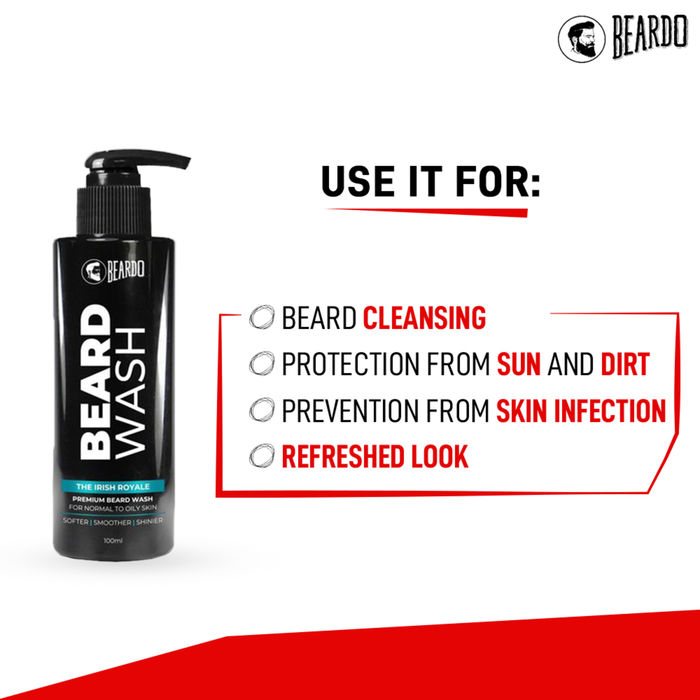 BEARDO
USE IT FOR:
BEARD CLEANSING
PROTECTION FROM SUN AND DIRT
PREVENTION FROM SKIN INFECTION
REFRESHED LOOK
BEARDO
BEARD
WASH
THE IRISH ROYALE
PREMIUM BEARD WASH
FOR NORMAL TO OILY SKIN
SOFTER | SMOOTHER | SHINIER
100ml